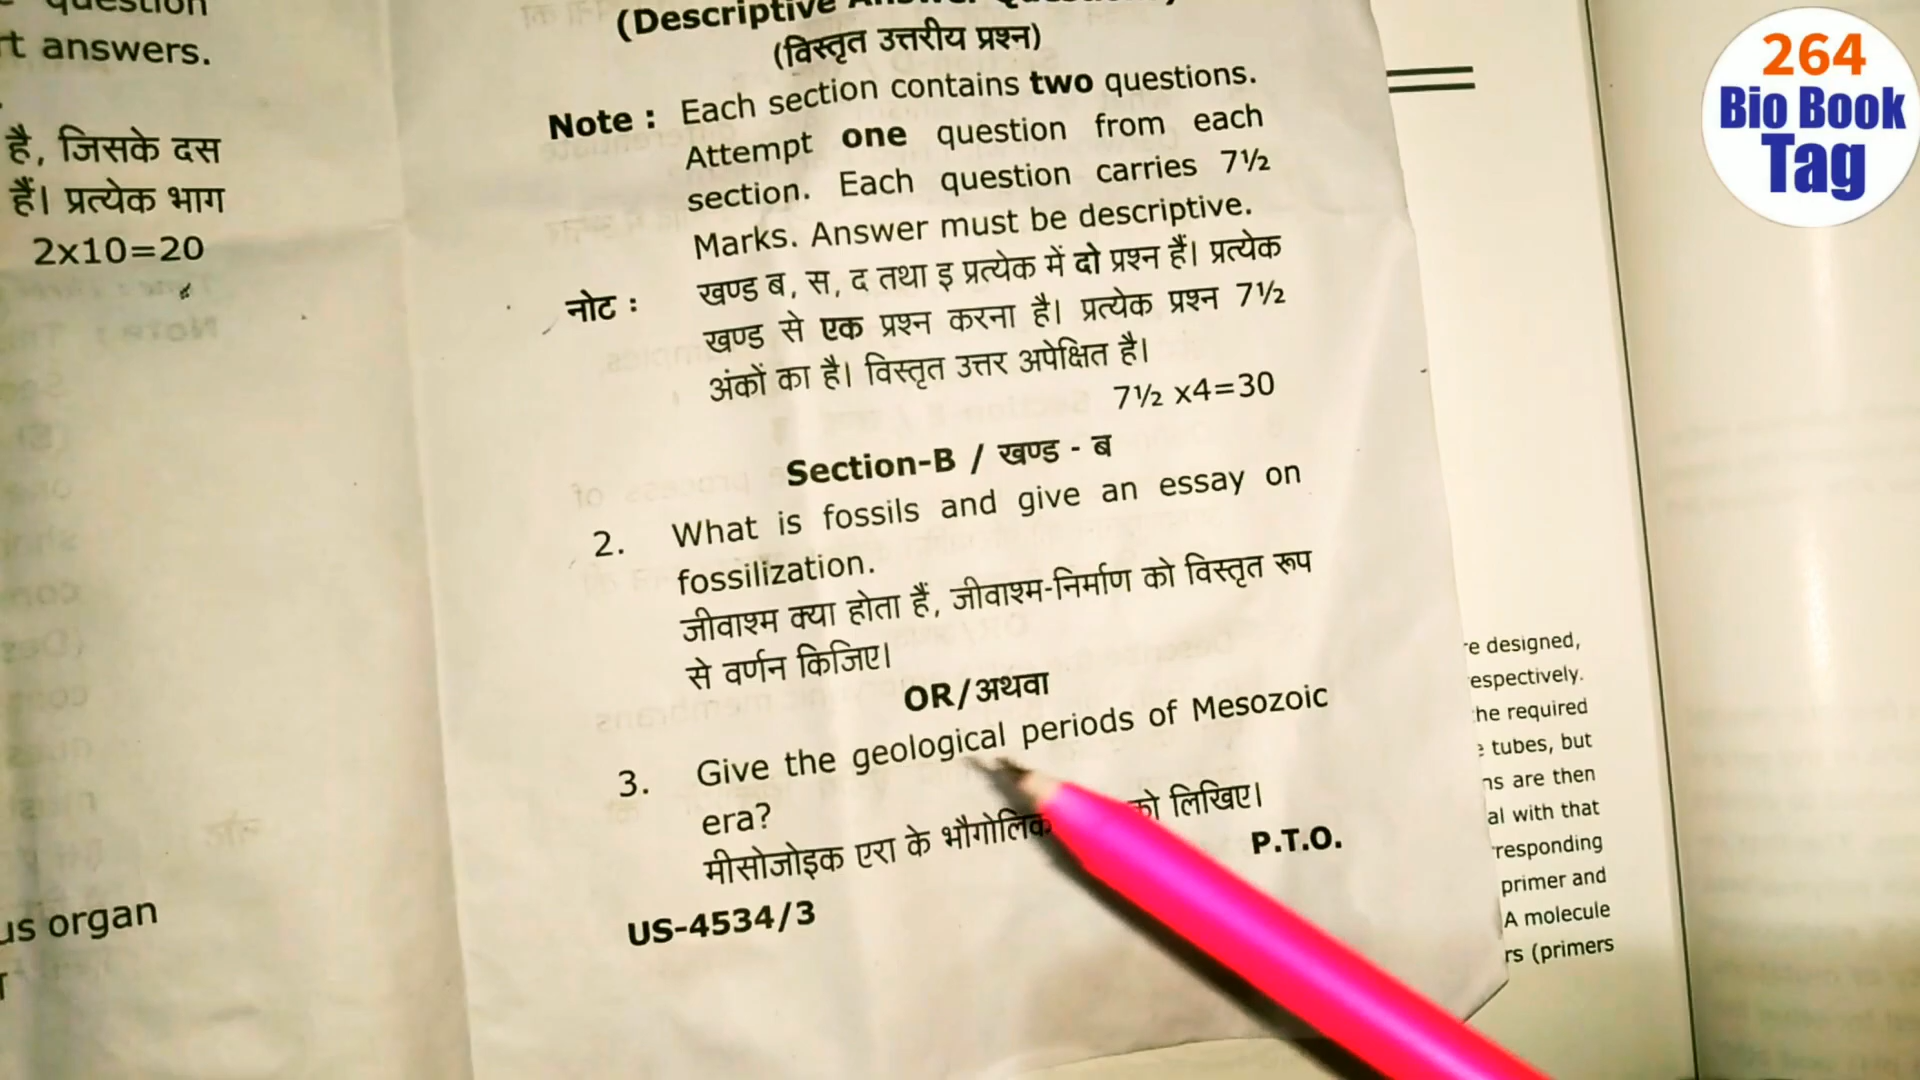 question
t answers.
है, जिसके दस
हैं। प्रत्येक भाग
2x10=20
us organ
(Descriptive
(विस्तृत उत्तरीय प्रश्न)
Note : Each section contains two questions.
Attempt one question from each
section. Each question carries 7½
Marks. Answer must be descriptive.
नोट : खण्ड ब, स, द तथा इ प्रत्येक में दो प्रश्न हैं। प्रत्येक
खण्ड से एक प्रश्न करना है। प्रत्येक प्रश्न 7½
अंकों का है। विस्तृत उत्तर अपेक्षित है।
7½ x4=30
Section-B / खण्ड - ब
2. What is fossils and give an essay on
fossilization.
जीवाश्म क्या होता हैं, जीवाश्म-निर्माण को विस्तृत रूप
से वर्णन किजिए।
OR/अथवा
3. Give the geological periods of Mesozoic
era?
मीसोजोइक एरा के भौगोलिक को लिखिए।
P.T.O.
US-4534/3
264
Bio Book
Tag
e designed,
espectively.
he required
tubes, but
ns are then
al with that
responding
primer and
A molecule
rs (primers